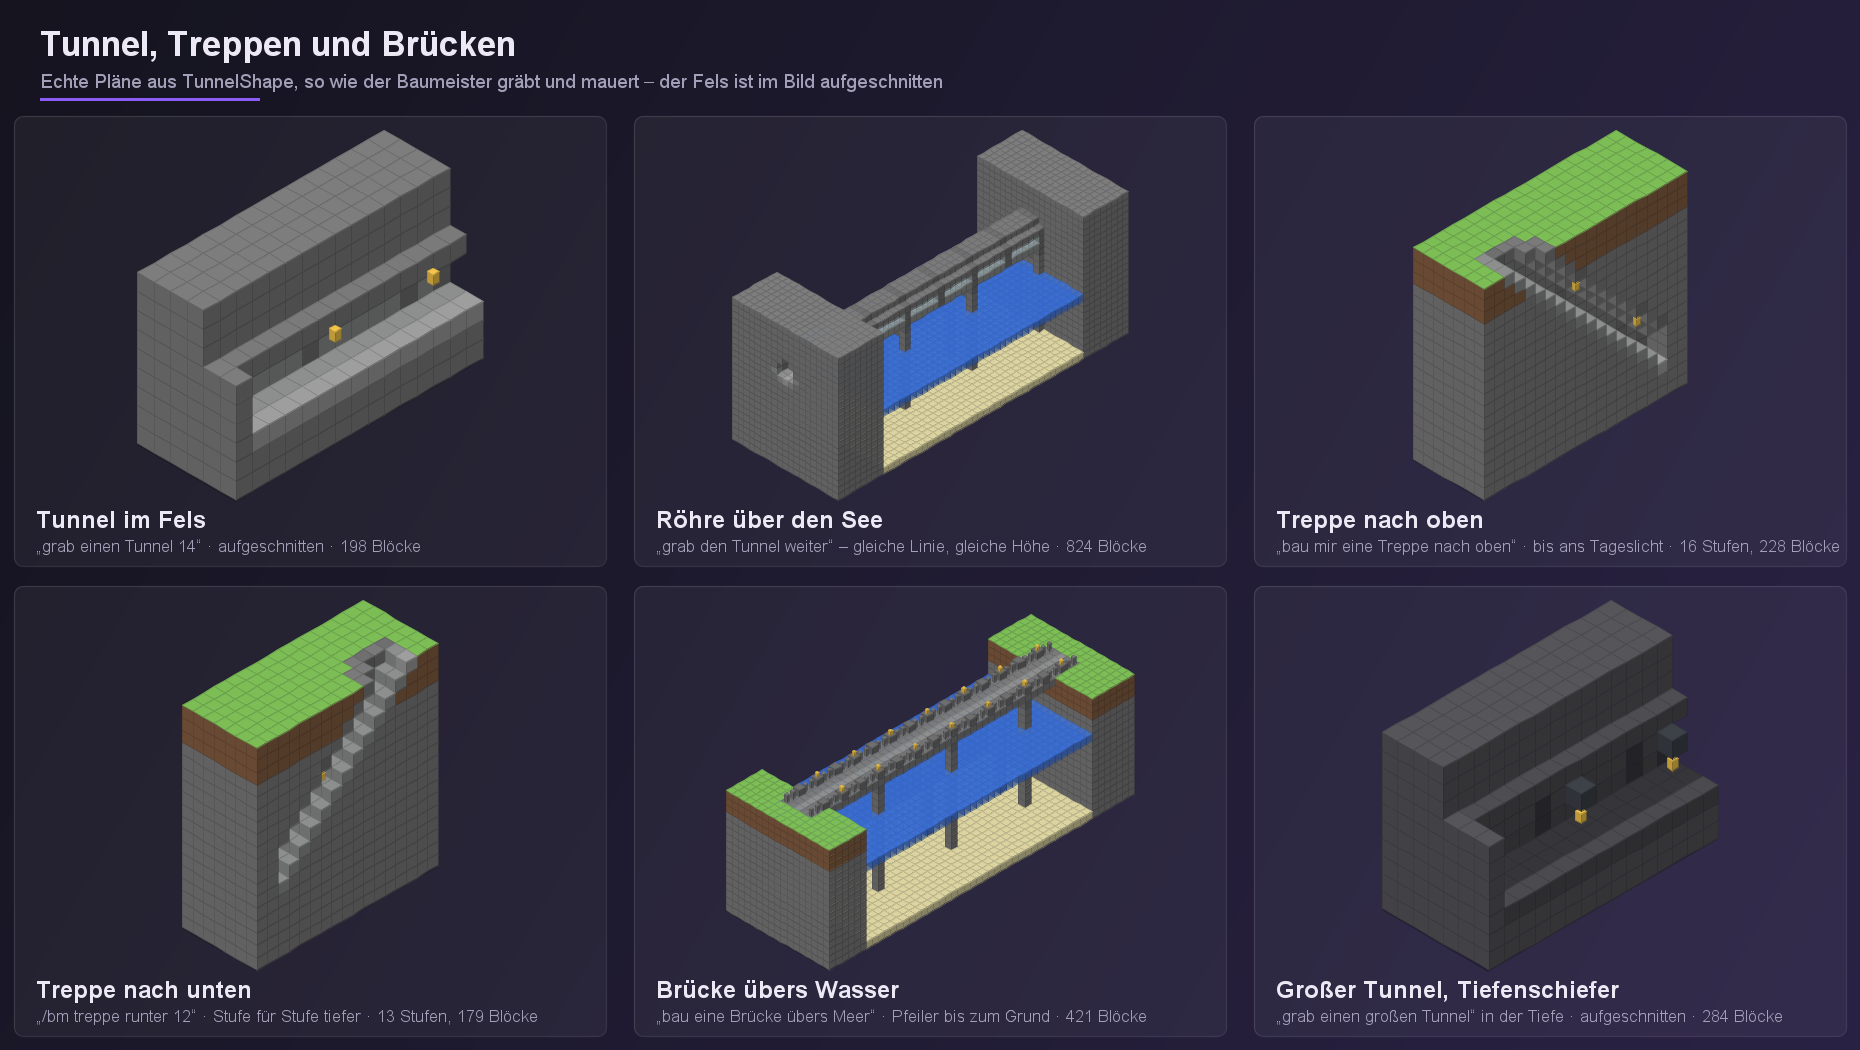 Tunnel, Treppen und Brücken
Echte Pläne aus TunnelShape, so wie der Baumeister gräbt und mauert – der Fels ist im Bild aufgeschnitten
Tunnel im Fels
„grab einen Tunnel 14“ · aufgeschnitten · 198 Blöcke
Röhre über den See
„grab den Tunnel weiter“ – gleiche Linie, gleiche Höhe · 824 Blöcke
Treppe nach oben
„bau mir eine Treppe nach oben“ · bis ans Tageslicht · 16 Stufen, 228 Blöcke
Treppe nach unten
„/bm treppe runter 12“ · Stufe für Stufe tiefer · 13 Stufen, 179 Blöcke
Brücke übers Wasser
„bau eine Brücke übers Meer“ · Pfeiler bis zum Grund · 421 Blöcke
Großer Tunnel, Tiefenschiefer
„grab einen großen Tunnel“ in der Tiefe · aufgeschnitten · 284 Blöcke